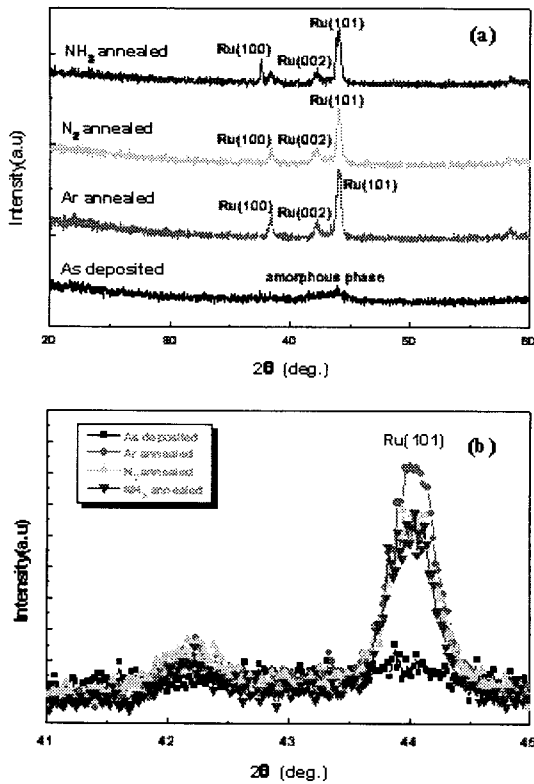 (a)
NH3 annealed
Ru(100)
Ru(002)
Ru(101)
N2 annealed
Ru(100)
Ru(002)
Ru(101)
Ar annealed
Ru(100)
Ru(002)
Ru(101)
As deposited
amorphous phase
Intensity(a.u)
20 30 40 50 60
2θ (deg.)
(b)
Ru(101)
As deposited
Ar annealed
N2 annealed
NH3 annealed
Intensity(a.u)
41 42 43 44 45
2θ (deg.)